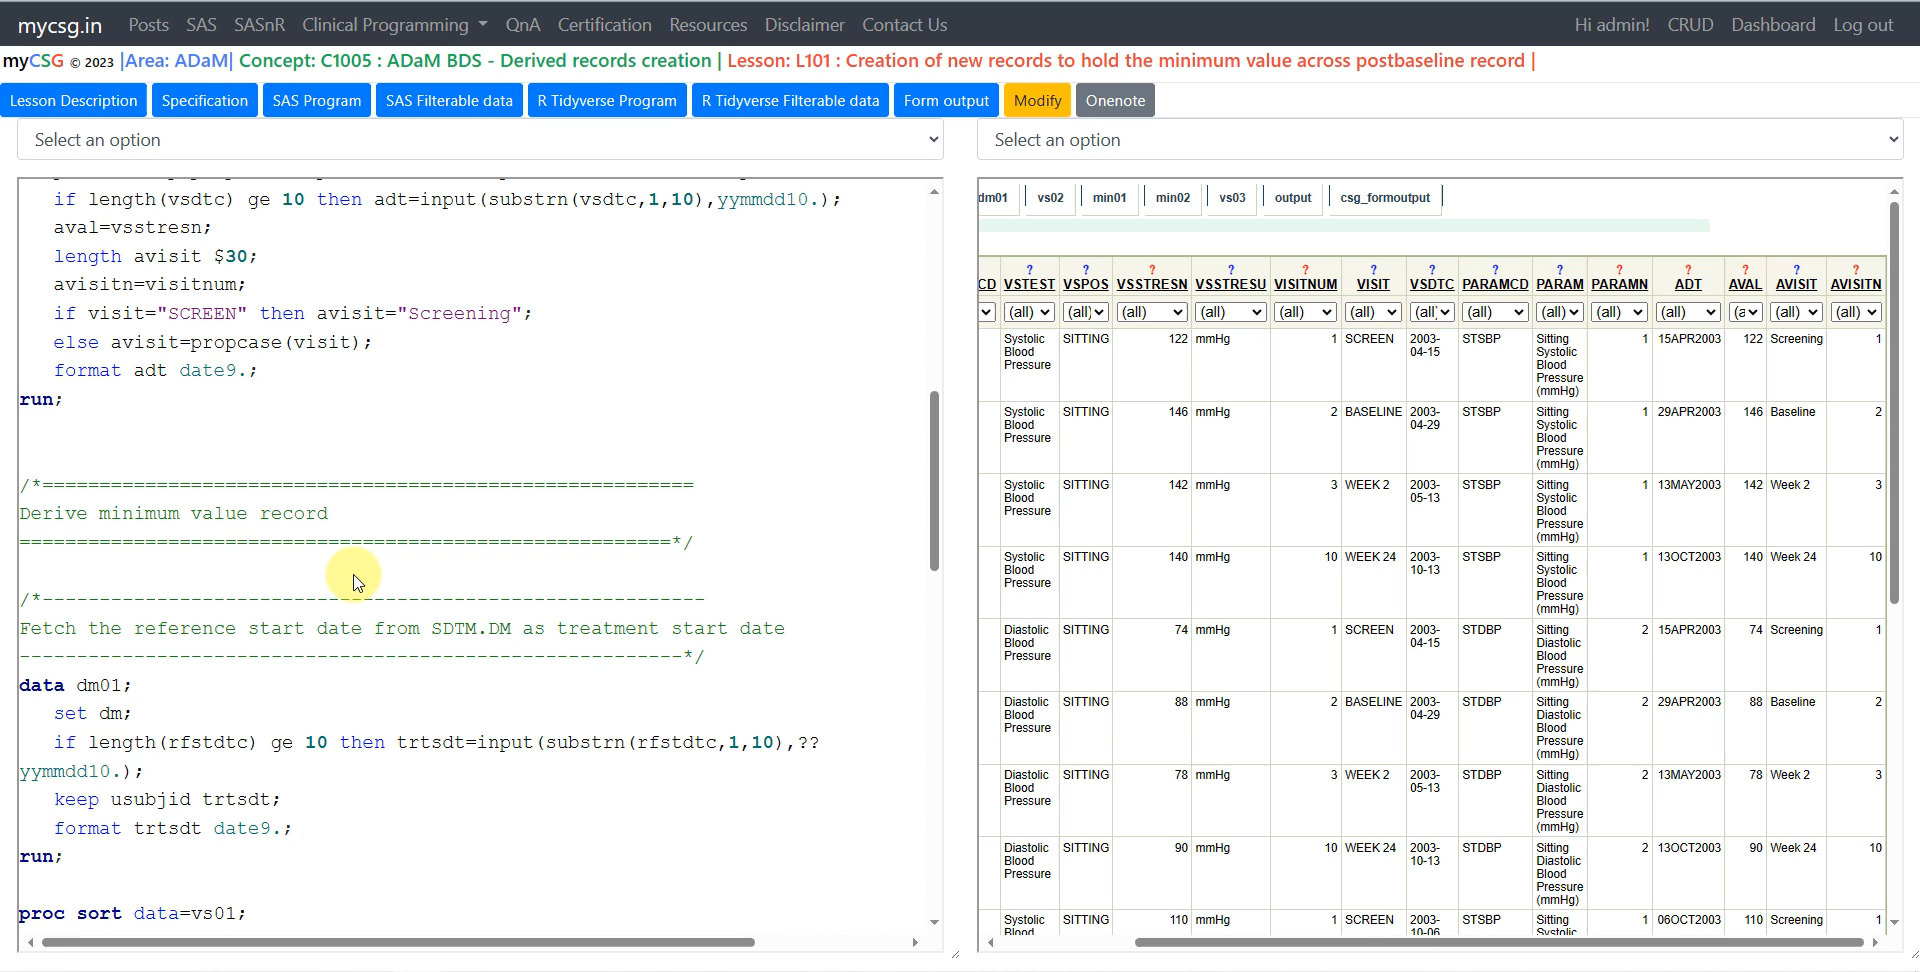 mycsg.in Posts SAS SASnR Clinical Programming QnA Certification Resources Disclaimer Contact Us Hi admin! CRUD Dashboard Log out
myCSG © 2023 |Area: ADaM| Concept: C1005 : ADaM BDS - Derived records creation | Lesson: L101 : Creation of new records to hold the minimum value across postbaseline record |
Lesson Description Specification SAS Program SAS Filterable data R Tidyverse Program R Tidyverse Filterable data Form output Modify Onenote
Select an option
if length(vsdtc) ge 10 then adt=input(substrn(vsdtc,1,10),yymmdd10.);
aval=vsstresn;
length avisit $30;
avisitn=visitnum;
if visit="SCREEN" then avisit="Screening";
else avisit=propcase(visit);
format adt date9.;
run;
/*=========================================================
Derive minimum value record
=========================================================*/
/*----------------------------------------------------------
Fetch the reference start date from SDTM.DM as treatment start date
----------------------------------------------------------*/
data dm01;
set dm;
if length(rfstdtc) ge 10 then trtsdt=input(substrn(rfstdtc,1,10),??
yymmdd10.);
keep usubjid trtsdt;
format trtsdt date9.;
run;
proc sort data=vs01;
Select an option
dm01 vs02 min01 min02 vs03 output csg_formoutput
? ? ? ? ? ? ? ? ? ? ? ? ? ?
CD VSTEST VSPOS VSSTRESN VSSTRESU VISITNUM VISIT VSDTC PARAMCD PARAM PARAMN ADT AVAL AVISIT AVISITN
(all) (all) (all) (all) (all) (all) (all) (all) (all) (all) (all) (a (all) (all)
Systolic SITTING 122 mmHg 1 SCREEN 2003- STSBP Sitting 1 15APR2003 122 Screening 1
Blood 04-15 Systolic
Pressure Blood
Pressure
(mmHg)
Systolic SITTING 146 mmHg 2 BASELINE 2003- STSBP Sitting 1 29APR2003 146 Baseline 2
Blood 04-29 Systolic
Pressure Blood
Pressure
(mmHg)
Systolic SITTING 142 mmHg 3 WEEK 2 2003- STSBP Sitting 1 13MAY2003 142 Week 2 3
Blood 05-13 Systolic
Pressure Blood
Pressure
(mmHg)
Systolic SITTING 140 mmHg 10 WEEK 24 2003- STSBP Sitting 1 13OCT2003 140 Week 24 10
Blood 10-13 Systolic
Pressure Blood
Pressure
(mmHg)
Diastolic SITTING 74 mmHg 1 SCREEN 2003- STDBP Sitting 2 15APR2003 74 Screening 1
Blood 04-15 Diastolic
Pressure Blood
Pressure
(mmHg)
Diastolic SITTING 88 mmHg 2 BASELINE 2003- STDBP Sitting 2 29APR2003 88 Baseline 2
Blood 04-29 Diastolic
Pressure Blood
Pressure
(mmHg)
Diastolic SITTING 78 mmHg 3 WEEK 2 2003- STDBP Sitting 2 13MAY2003 78 Week 2 3
Blood 05-13 Diastolic
Pressure Blood
Pressure
(mmHg)
Diastolic SITTING 90 mmHg 10 WEEK 24 2003- STDBP Sitting 2 13OCT2003 90 Week 24 10
Blood 10-13 Diastolic
Pressure Blood
Pressure
(mmHg)
Systolic SITTING 110 mmHg 1 SCREEN 2003- STSBP Sitting 1 06OCT2003 110 Screening 1
Blood 10-06 Systolic